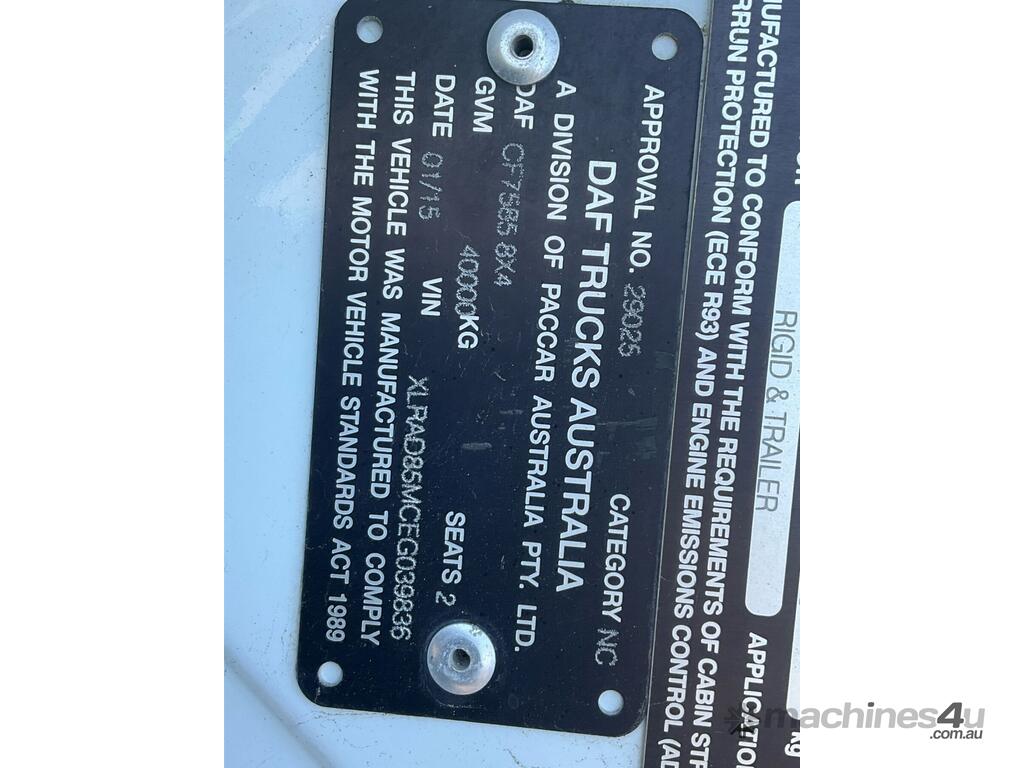 APPROVAL NO. 29025 CATEGORY NC
DAF TRUCKS AUSTRALIA
A DIVISION OF PACCAR AUSTRALIA PTY. LTD.
DAF CF7585 8X4
GVM 40000KG SEATS 2
DATE 01/15 VIN XLRAD85MCEG039836
THIS VEHICLE WAS MANUFACTURED TO COMPLY
WITH THE MOTOR VEHICLE STANDARDS ACT 1989
RIGID & TRAILER APPLICATION
UFACTURED TO CONFORM WITH THE REQUIREMENTS OF CABIN STR
RRUN PROTECTION (ECE R93) AND ENGINE EMISSIONS CONTROL (AD
kg
machines4u
.com.au